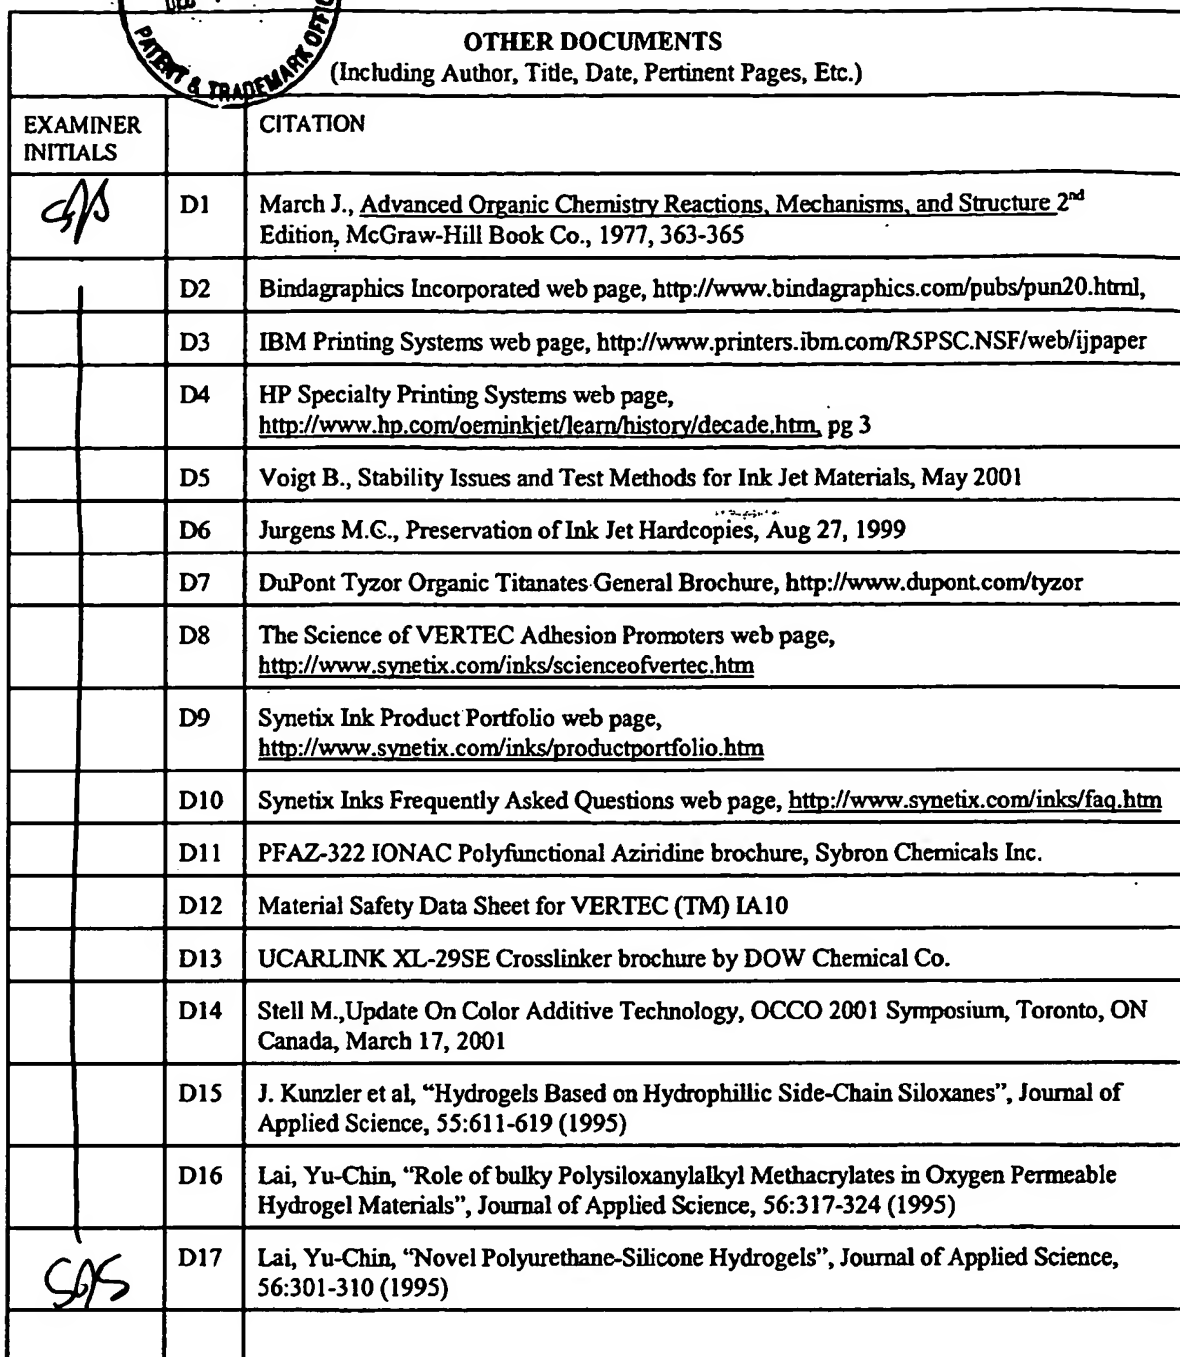 PATENT & TRADEMARK OFFIC
OTHER DOCUMENTS
(Including Author, Title, Date, Pertinent Pages, Etc.)
EXAMINER
INITIALS
CITATION
D1
March J., Advanced Organic Chemistry Reactions, Mechanisms, and Structure 2nd
Edition, McGraw-Hill Book Co., 1977, 363-365
D2
Bindagraphics Incorporated web page, http://www.bindagraphics.com/pubs/pun20.html,
D3
IBM Printing Systems web page, http://www.printers.ibm.com/R5PSC.NSF/web/ijpaper
D4
HP Specialty Printing Systems web page,
http://www.hp.com/oeminkjet/learn/history/decade.htm, pg 3
D5
Voigt B., Stability Issues and Test Methods for Ink Jet Materials, May 2001
D6
Jurgens M.C., Preservation of Ink Jet Hardcopies, Aug 27, 1999
D7
DuPont Tyzor Organic Titanates General Brochure, http://www.dupont.com/tyzor
D8
The Science of VERTEC Adhesion Promoters web page,
http://www.synetix.com/inks/scienceofvertec.htm
D9
Synetix Ink Product Portfolio web page,
http://www.synetix.com/inks/productportfolio.htm
D10
Synetix Inks Frequently Asked Questions web page, http://www.synetix.com/inks/faq.htm
D11
PFAZ-322 IONAC Polyfunctional Aziridine brochure, Sybron Chemicals Inc.
D12
Material Safety Data Sheet for VERTEC (TM) IA10
D13
UCARLINK XL-29SE Crosslinker brochure by DOW Chemical Co.
D14
Stell M.,Update On Color Additive Technology, OCCO 2001 Symposium, Toronto, ON
Canada, March 17, 2001
D15
J. Kunzler et al, “Hydrogels Based on Hydrophillic Side-Chain Siloxanes”, Journal of
Applied Science, 55:611-619 (1995)
D16
Lai, Yu-Chin, “Role of bulky Polysiloxanylalkyl Methacrylates in Oxygen Permeable
Hydrogel Materials”, Journal of Applied Science, 56:317-324 (1995)
D17
Lai, Yu-Chin, “Novel Polyurethane-Silicone Hydrogels”, Journal of Applied Science,
56:301-310 (1995)